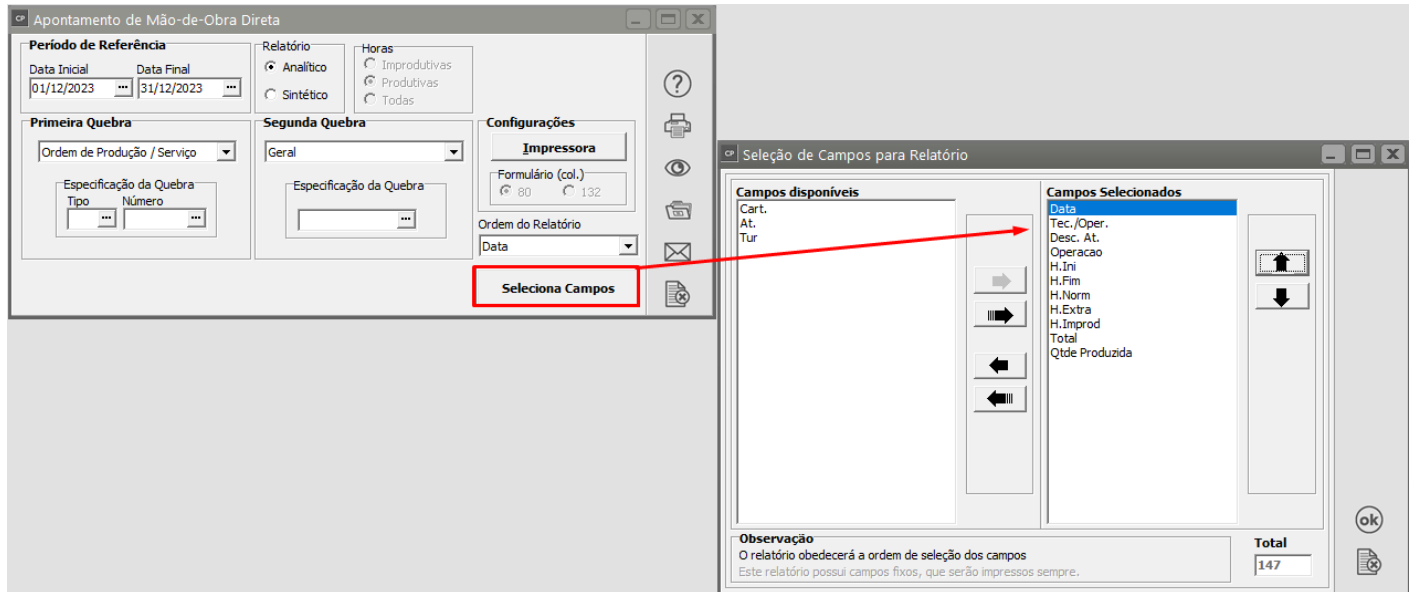 CP Apontamento de Mão-de-Obra Direta
Período de Referência
Data Inicial Data Final
01/12/2023 ... 31/12/2023 ...
Relatório
Analítico
Sintético
Horas
Improdutivas
Produtivas
Todas
Primeira Quebra
Ordem de Produção / Serviço
Especificação da Quebra
Tipo Número
... ...
Segunda Quebra
Geral
Especificação da Quebra
...
Configurações
Impressora
Formulário (col.)
80 132
Ordem do Relatório
Data
Seleciona Campos
?
CP Seleção de Campos para Relatório
Campos disponíveis
Cart.
At.
Tur
Campos Selecionados
Data
Tec./Oper.
Desc. At.
Operacao
H.Ini
H.Fim
H.Norm
H.Extra
H.Improd
Total
Qtde Produzida
Observação
O relatório obedecerá a ordem de seleção dos campos
Este relatório possui campos fixos, que serão impressos sempre.
Total
147
ok